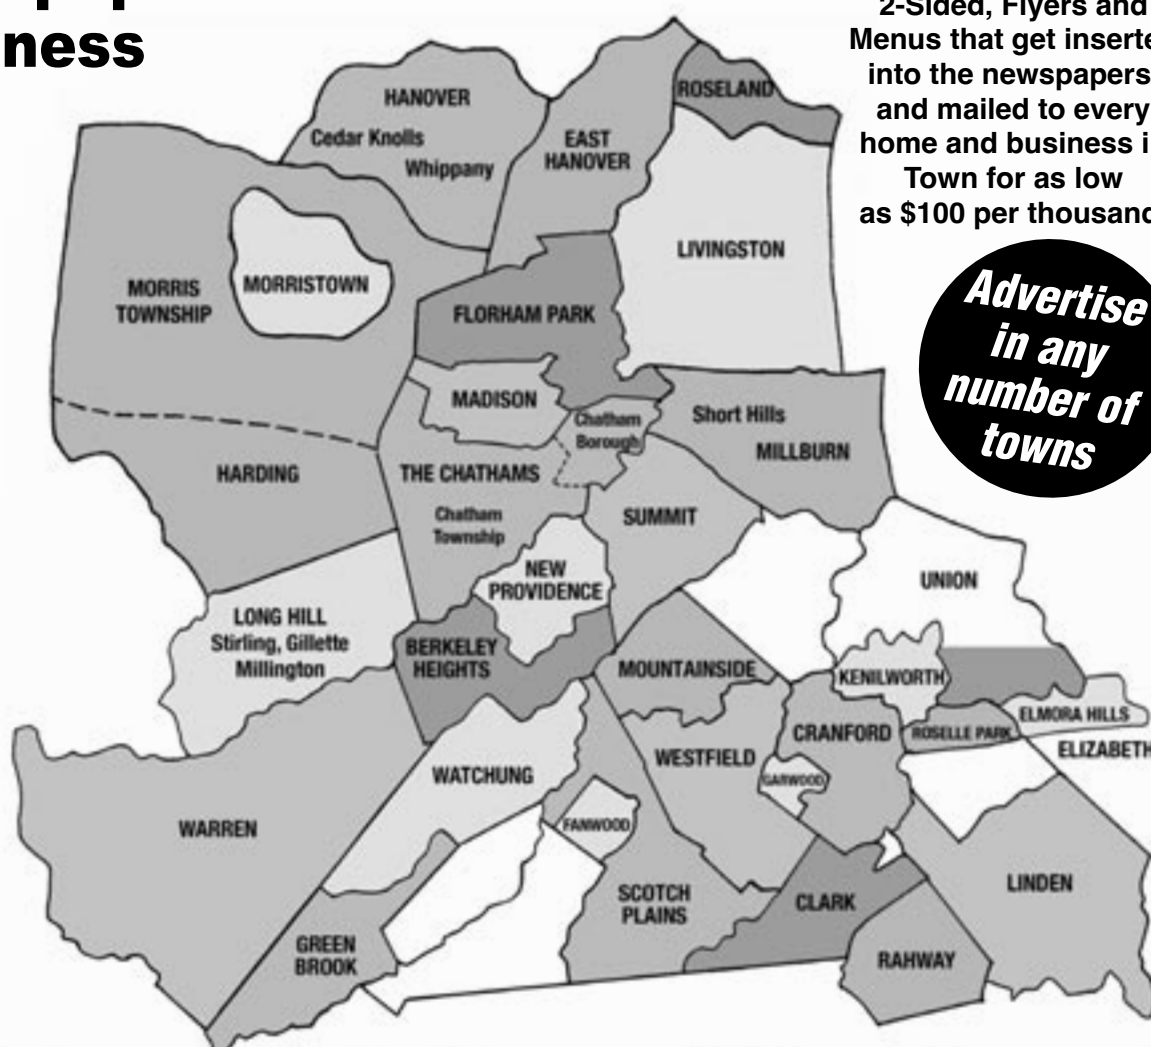 ness
2-Sided, Flyers and
Menus that get inserte
into the newspapers
and mailed to every
home and business i
Town for as low
as $100 per thousand
Advertise
in any
number of
towns
HANOVER
Cedar Knolls
Whippany
EAST
HANOVER
ROSELAND
LIVINGSTON
MORRIS
TOWNSHIP
MORRISTOWN
FLORHAM PARK
MADISON
Chatham
Borough
Short Hills
MILLBURN
HARDING
THE CHATHAMS
Chatham
Township
SUMMIT
NEW
PROVIDENCE
UNION
LONG HILL
Stirling, Gillette
Millington
BERKELEY
HEIGHTS
MOUNTAINSIDE
KENILWORTH
ELMORA HILLS
ROSELLE PARK
CRANFORD
ELIZABETH
WESTFIELD
GARWOOD
WATCHUNG
FANWOOD
WARREN
LINDEN
SCOTCH
PLAINS
CLARK
GREEN
BROOK
RAHWAY